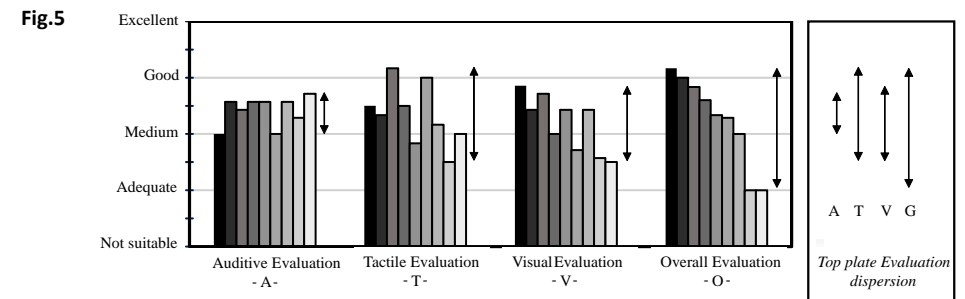 Fig.5
Excellent
Good
Medium
Adequate
Not suitable
Auditive Evaluation
- A-
Tactile Evaluation
- T-
Visual Evaluation
- V-
Overall Evaluation
- O-
A T V G
Top plate Evaluation
dispersion